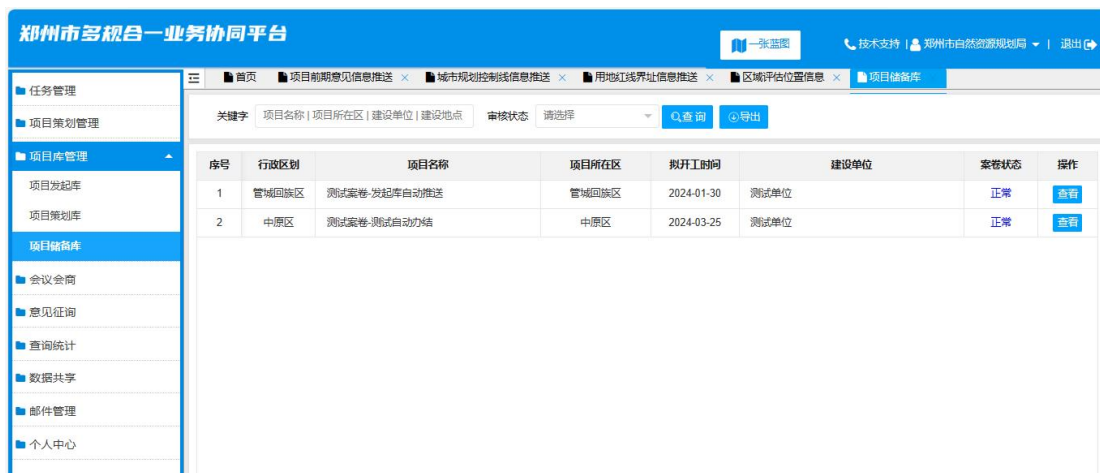 郑州市多规合一业务协同平台
一张蓝图
技术支持 | 郑州市自然资源规划局 | 退出
首页 项目前期意见信息推送 × 城市规划控制线信息推送 × 用地红线界址信息推送 × 区域评估位置信息 × 项目储备库
任务管理
项目策划管理
项目库管理
项目发起库
项目策划库
项目储备库
会议会商
意见征询
查询统计
数据共享
邮件管理
个人中心
关键字 项目名称 | 项目所在区 | 建设单位 | 建设地点 审核状态 请选择 查询 导出
序号 行政区划 项目名称 项目所在区 拟开工时间 建设单位 案卷状态 操作
1 管城回族区 测试案卷-发起库自动推送 管城回族区 2024-01-30 测试单位 正常 查看
2 中原区 测试案卷-测试自动办结 中原区 2024-03-25 测试单位 正常 查看